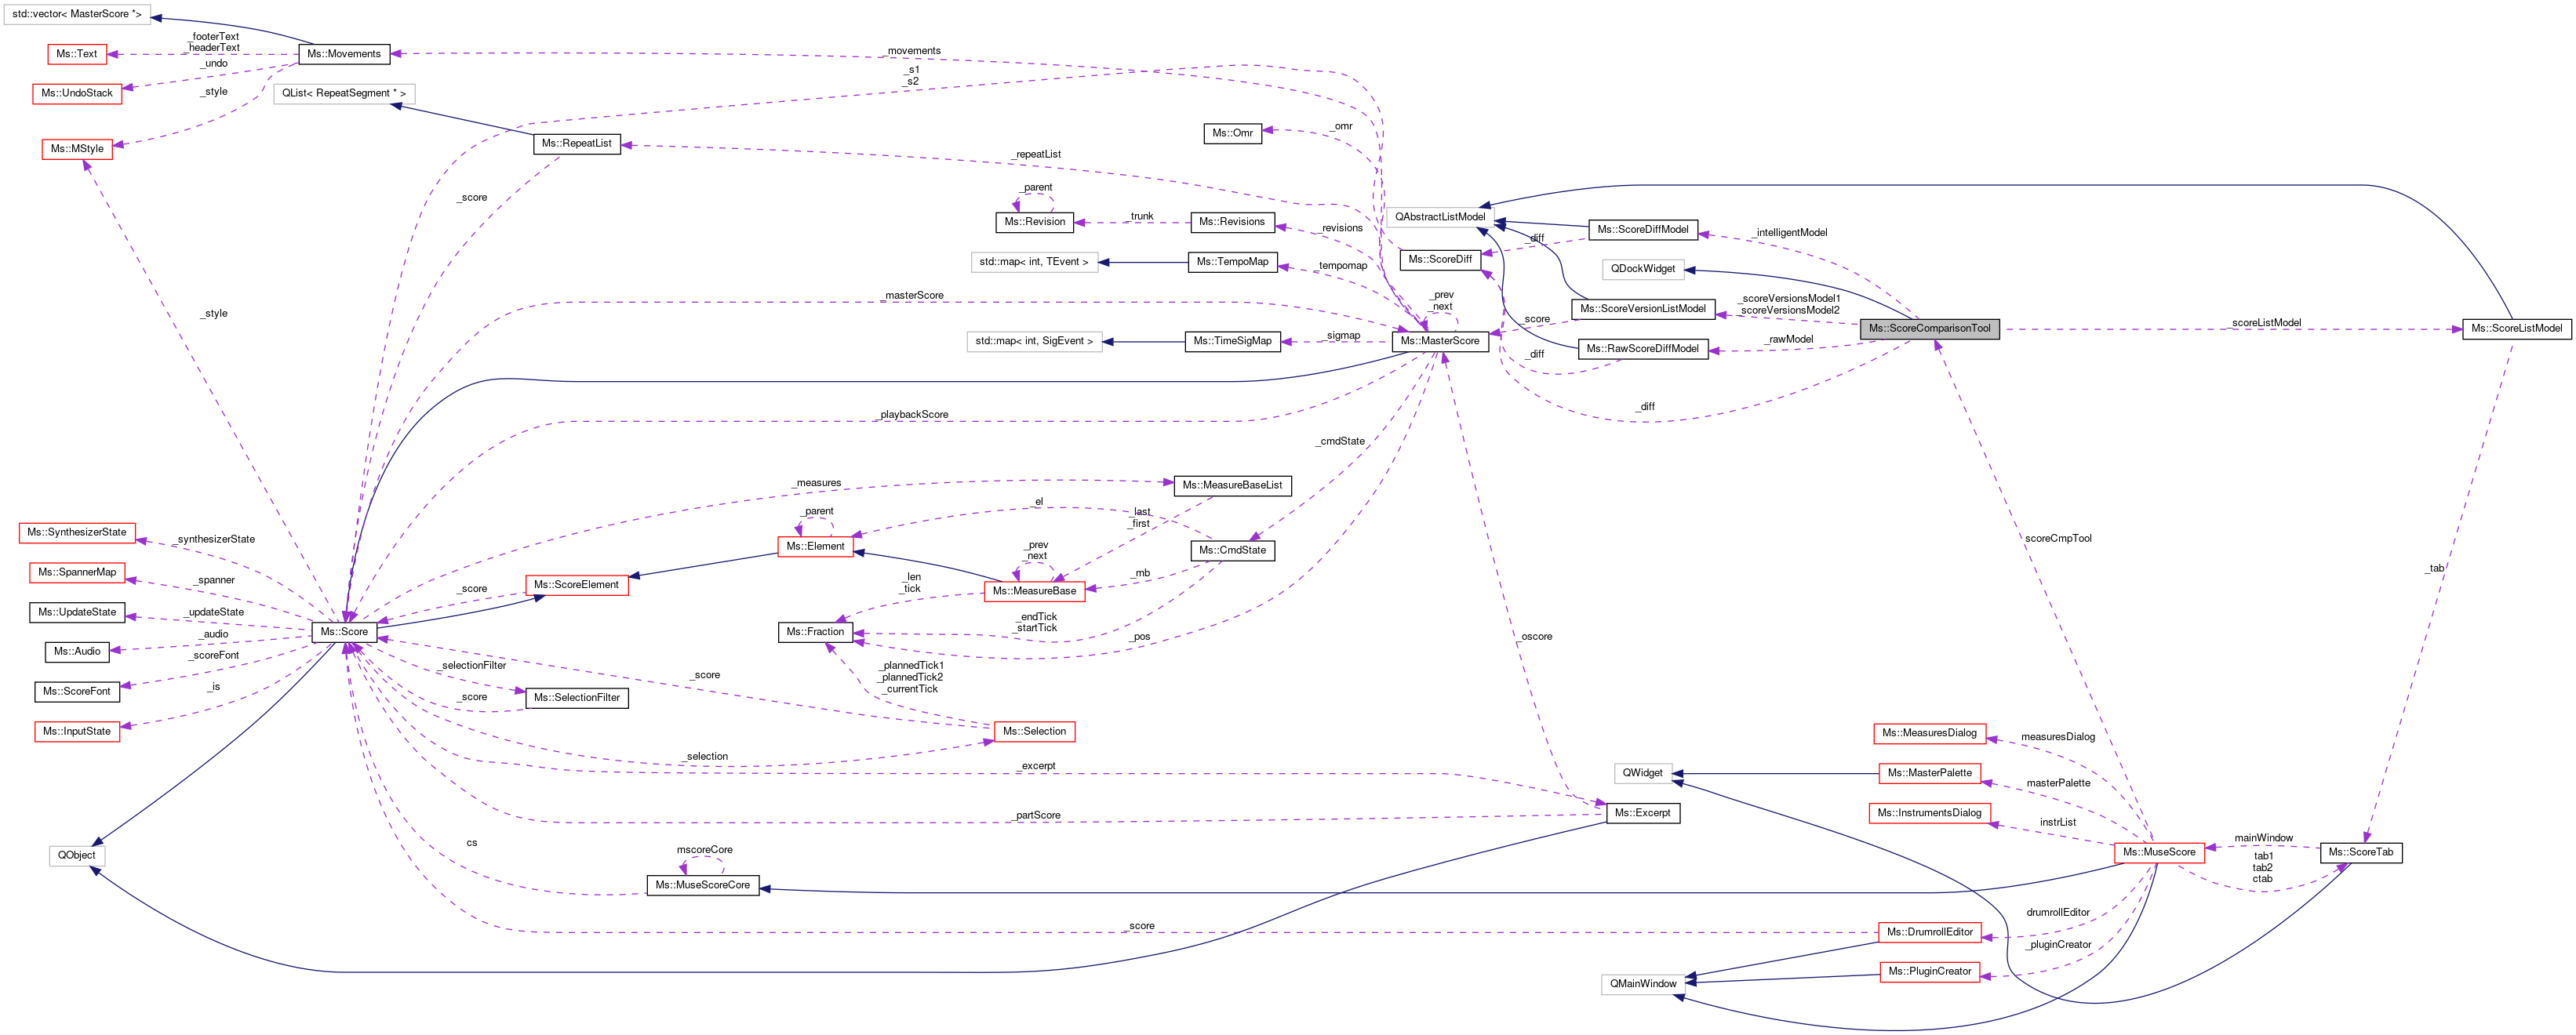 std::vector< MasterScore *>
_footerText
_headerText
Ms::Text
Ms::Movements
_movements
_undo
_s1
_s2
Ms::UndoStack
_style
QList< RepeatSegment * >
Ms::MStyle
Ms::RepeatList
Ms::Omr
_omr
_repeatList
_score
_parent
Ms::Revision
_trunk
Ms::Revisions
_revisions
QAbstractListModel
Ms::ScoreDiffModel
_intelligentModel
_diff
Ms::ScoreDiff
std::map< int, TEvent >
Ms::TempoMap
_tempomap
QDockWidget
_masterScore
_prev
_next
Ms::ScoreVersionListModel
_scoreVersionsModel1
_scoreVersionsModel2
_style
_score
Ms::ScoreComparisonTool
_scoreListModel
Ms::ScoreListModel
std::map< int, SigEvent >
Ms::TimeSigMap
_sigmap
Ms::MasterScore
Ms::RawScoreDiffModel
_rawModel
_diff
_diff
_playbackScore
_cmdState
_measures
Ms::MeasureBaseList
_el
_last
_first
_parent
Ms::SynthesizerState
_synthesizerState
Ms::Element
_prev
_next
Ms::CmdState
scoreCmpTool
_tab
Ms::SpannerMap
_spanner
_score
Ms::ScoreElement
_len
_tick
Ms::MeasureBase
_mb
Ms::UpdateState
_updateState
Ms::Score
Ms::Fraction
_endTick
_startTick
_pos
_oscore
_audio
Ms::Audio
_scoreFont
_selectionFilter
_plannedTick1
_plannedTick2
_currentTick
_score
Ms::ScoreFont
_is
_score
Ms::SelectionFilter
Ms::InputState
Ms::Selection
Ms::MeasuresDialog
measuresDialog
_selection
_excerpt
QWidget
Ms::MasterPalette
masterPalette
_partScore
Ms::Excerpt
Ms::InstrumentsDialog
instrList
cs
mscoreCore
mainWindow
QObject
Ms::MuseScore
Ms::ScoreTab
tab1
tab2
ctab
Ms::MuseScoreCore
drumrollEditor
_score
Ms::DrumrollEditor
_pluginCreator
Ms::PluginCreator
QMainWindow